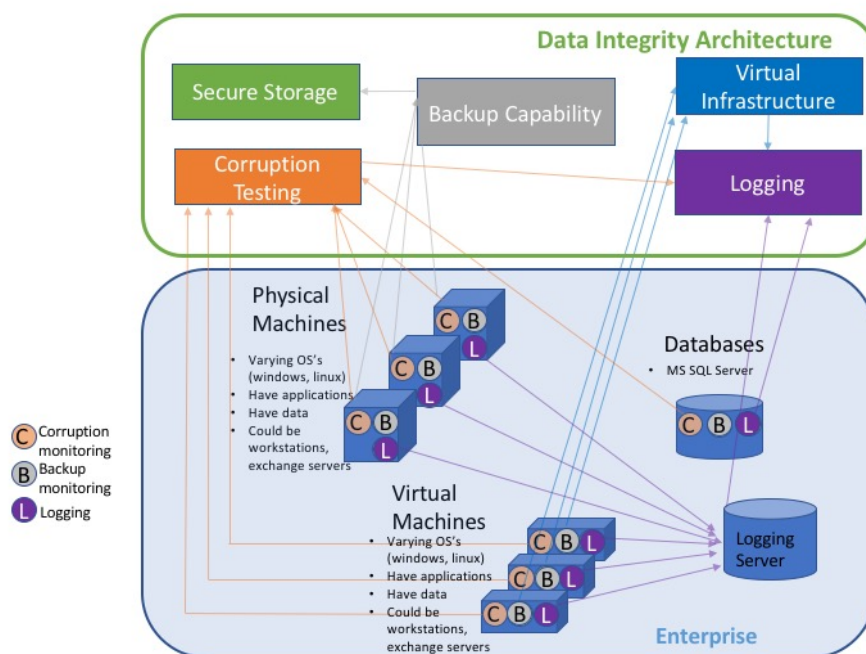 Data Integrity Architecture
Secure Storage
Backup Capability
Virtual
Infrastructure
Corruption
Testing
Logging
Physical
Machines
• Varying OS's
(windows, linux)
• Have applications
• Have data
• Could be
workstations,
exchange servers
C B
L
C B
L
C B
L
Databases
• MS SQL Server
C B L
C Corruption
monitoring
B Backup
monitoring
L Logging
Virtual
Machines
• Varying OS's
(windows, linux)
• Have applications
• Have data
• Could be
workstations,
exchange servers
C B L
C B L
C B L
Logging
Server
Enterprise